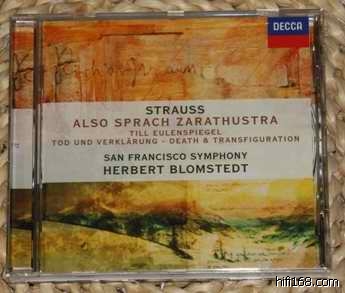 DECCA
STRAUSS
ALSO SPRACH ZARATHUSTRA
TILL EULENSPIEGEL
TOD UND VERKLÄRUNG - DEATH & TRANSFIGURATION
SAN FRANCISCO SYMPHONY
HERBERT BLOMSTEDT
hifi168.com